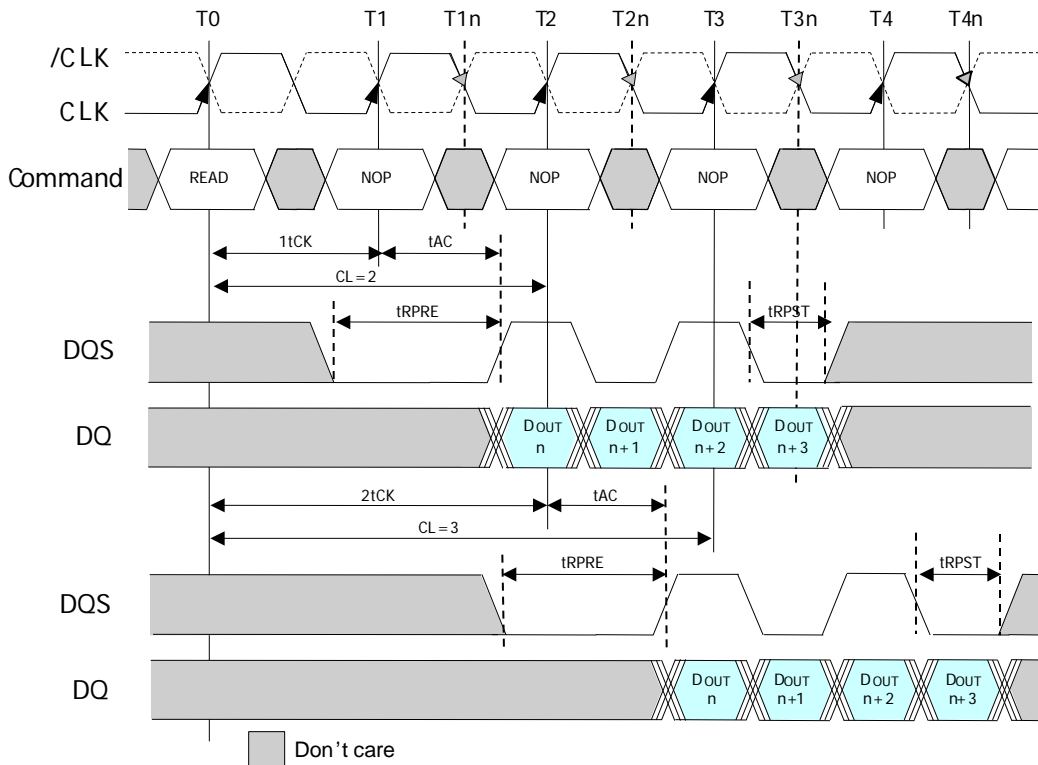 T0 T1 T1n T2 T2n T3 T3n T4 T4n
/CLK
CLK
Command READ NOP NOP NOP NOP
1tCK tAC
CL=2
tRPRE tRPST
DQS
DQ
DOUT n
DOUT n+1
DOUT n+2
DOUT n+3
2tCK tAC
CL=3
tRPRE tRPST
DQS
DQ
DOUT n
DOUT n+1
DOUT n+2
DOUT n+3
Don't care